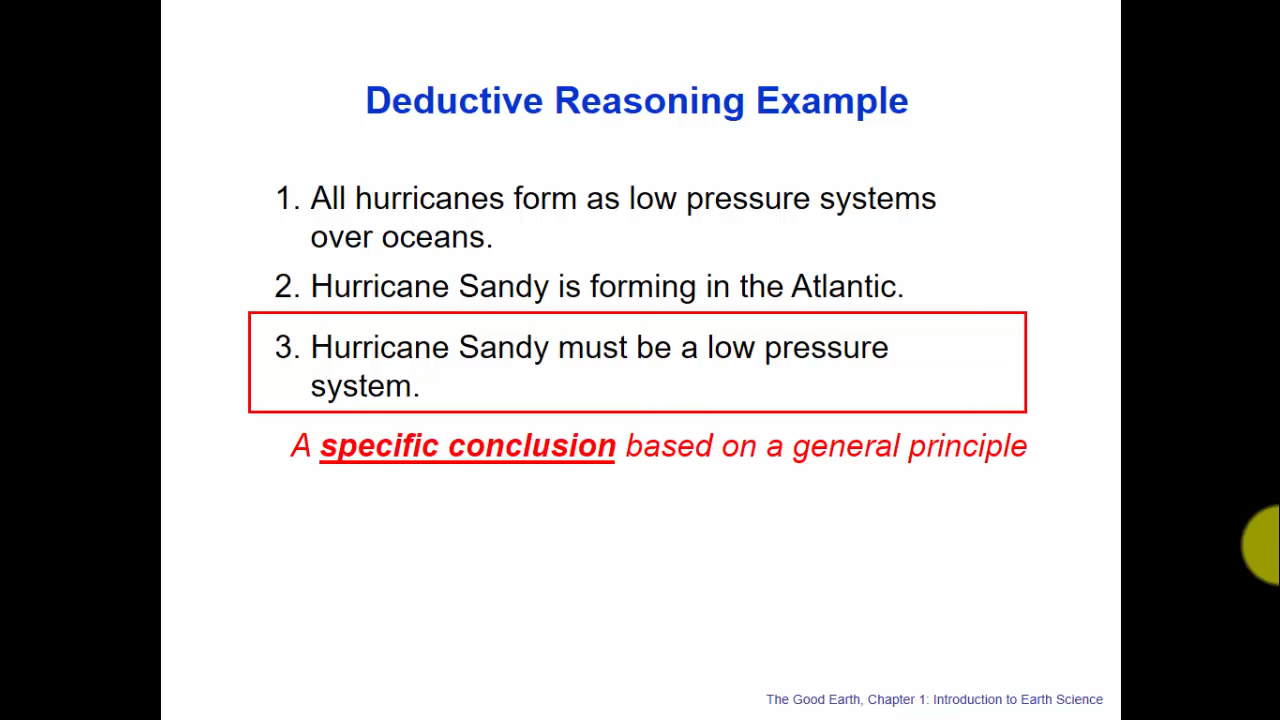 Deductive Reasoning Example
1. All hurricanes form as low pressure systems
over oceans.
2. Hurricane Sandy is forming in the Atlantic.
3. Hurricane Sandy must be a low pressure
system.
A specific conclusion based on a general principle
The Good Earth, Chapter 1: Introduction to Earth Science